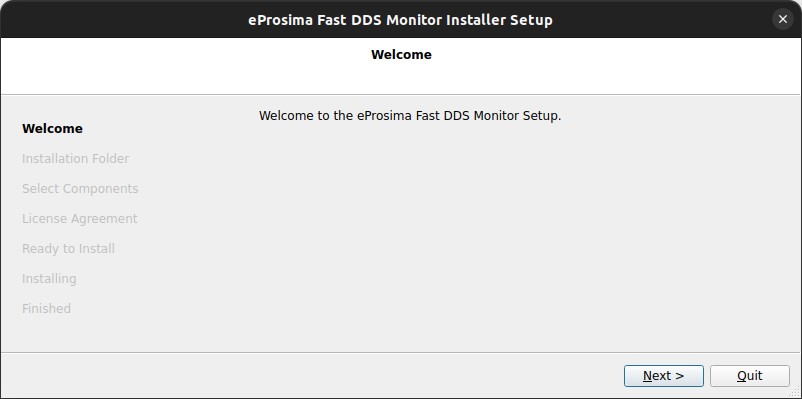 eProsima Fast DDS Monitor Installer Setup
Welcome
Welcome
Installation Folder
Select Components
License Agreement
Ready to Install
Installing
Finished
Welcome to the eProsima Fast DDS Monitor Setup.
Next >
Quit